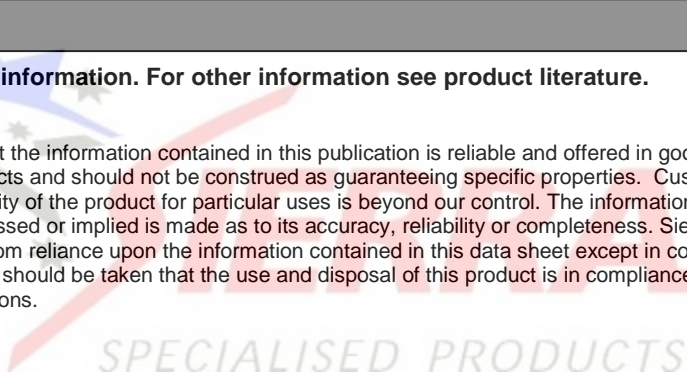 information. For other information see product literature.
t the information contained in this publication is reliable and offered in goo
cts and should not be construed as guaranteeing specific properties. Cus
ity of the product for particular uses is beyond our control. The information
ssed or implied is made as to its accuracy, reliability or completeness. Sie
om reliance upon the information contained in this data sheet except in co
should be taken that the use and disposal of this product is in compliance
ons.
SIERRA
SPECIALISED PRODUCTS